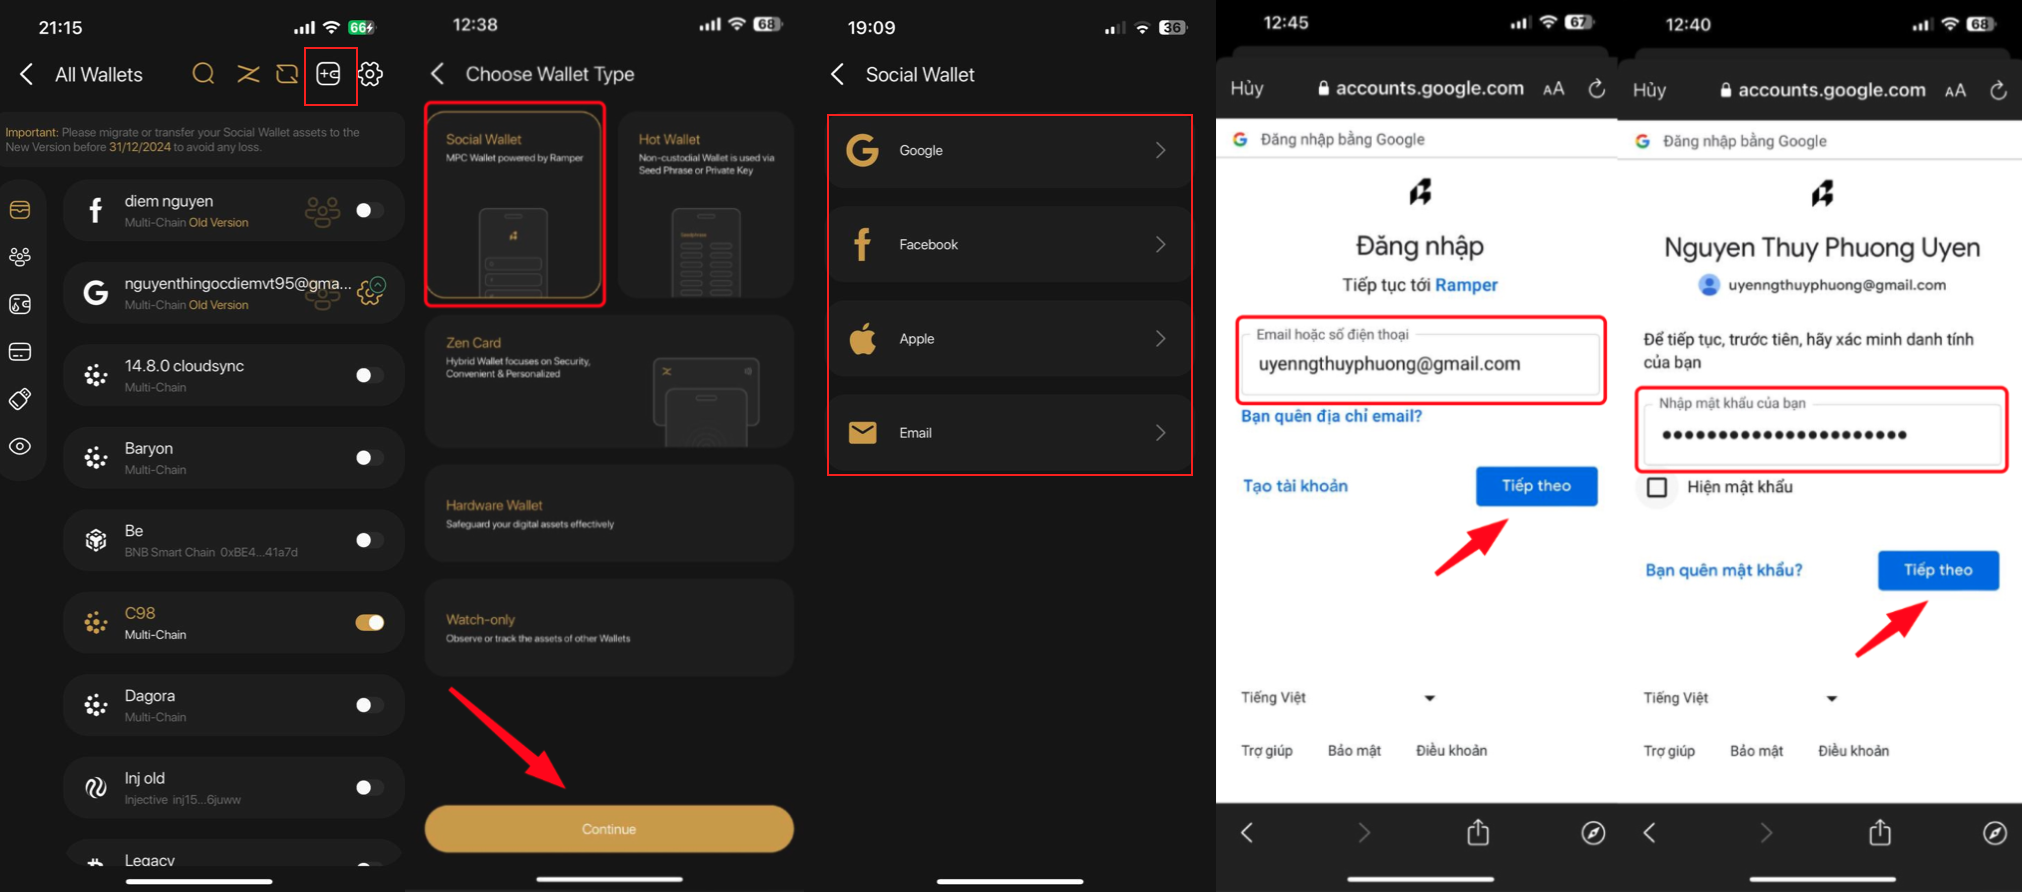 21:15
66
All Wallets
Important: Please migrate or transfer your Social Wallet assets to the
New Version before 31/12/2024 to avoid any loss.
diem nguyen
Multi-Chain Old Version
nguyenthingocdiemvt95@gma...
Multi-Chain Old Version
14.8.0 cloudsync
Multi-Chain
Baryon
Multi-Chain
Be
BNB Smart Chain 0xBE4...41a7d
C98
Multi-Chain
Dagora
Multi-Chain
Inj old
Injective inj15...6juww
Legacy
12:38
68
Choose Wallet Type
Social Wallet
MPC Wallet powered by Ramper
Hot Wallet
Non-custodial Wallet is used via
Seed Phrase or Private Key
Zen Card
Hybrid Wallet focuses on Security,
Convenient & Personalized
Hardware Wallet
Safeguard your digital assets effectively
Watch-only
Observe or track the assets of other Wallets
Continue
19:09
36
Social Wallet
Google
Facebook
Apple
Email
12:45
67
Hủy
accounts.google.com
AA
Đăng nhập bằng Google
Đăng nhập
Tiếp tục tới Ramper
Email hoặc số điện thoại
uyenngthuyphuong@gmail.com
Bạn quên địa chỉ email?
Tạo tài khoản
Tiếp theo
Tiếng Việt
Trợ giúp
Bảo mật
Điều khoản
12:40
68
Hủy
accounts.google.com
AA
Đăng nhập bằng Google
Nguyen Thuy Phuong Uyen
uyenngthuyphuong@gmail.com
Để tiếp tục, trước tiên, hãy xác minh danh tính
của bạn
Nhập mật khẩu của bạn
Hiện mật khẩu
Bạn quên mật khẩu?
Tiếp theo
Tiếng Việt
Trợ giúp
Bảo mật
Điều khoản